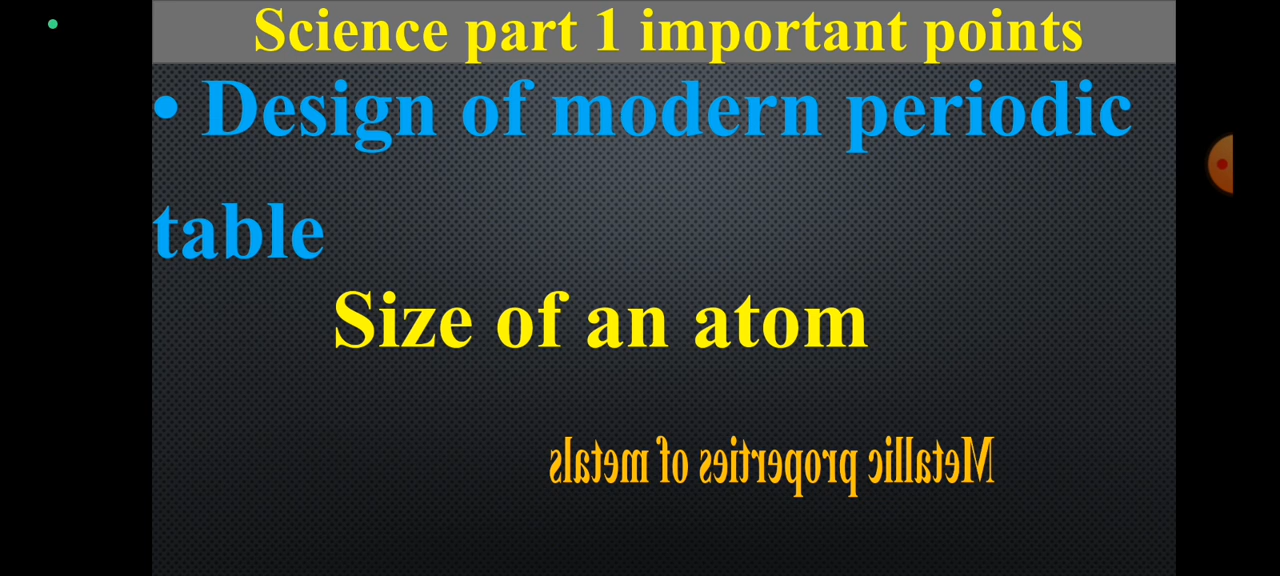 Science part 1 important points
• Design of modern periodic
table
Size of an atom
Metallic properties of metals